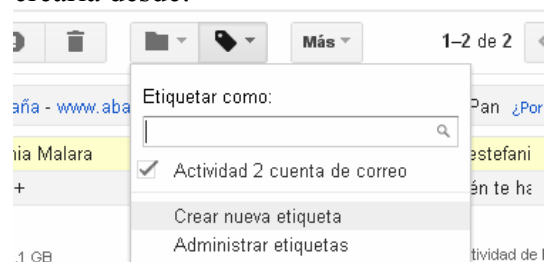 crearla desde:
Más 1–2 de 2
Etiquetar como:
aña - www.aba Pan ¿Por
nia Malara estefani
Actividad 2 cuenta de correo
+ én te ha
Crear nueva etiqueta
Administrar etiquetas
.1 GB tividad de l